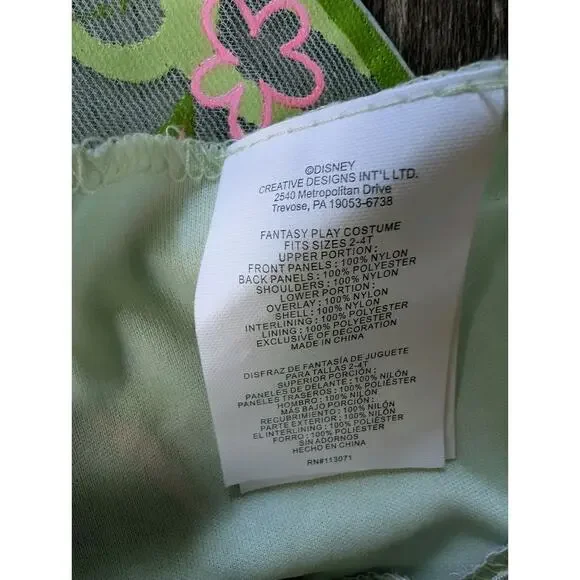 ©DISNEY
CREATIVE DESIGNS INT'L LTD.
2540 Metropolitan Drive
Trevose, PA 19053-6738
FANTASY PLAY COSTUME
FITS SIZES 2-4T
UPPER PORTION :
FRONT PANELS : 100% NYLON
BACK PANELS : 100% POLYESTER
SHOULDERS : 100% NYLON
LOWER PORTION :
OVERLAY : 100% NYLON
SHELL : 100% NYLON
INTERLINING : 100% POLYESTER
LINING : 100% POLYESTER
EXCLUSIVE OF DECORATION
MADE IN CHINA
DISFRAZ DE FANTASÍA DE JUGUETE
PARA TALLAS 2-4T
SUPERIOR PORCIÓN :
PANELES DE DELANTE : 100% NILÓN
PANELES TRASEROS : 100% POLIÉSTER
HOMBRO : 100% NILÓN
MÁS BAJO PORCIÓN :
RECUBRIMIENTO : 100% NILÓN
PARTE EXTERIOR : 100% NILÓN
EL INTERLINING : 100% POLIÉSTER
FORRO : 100% POLIÉSTER
SIN ADORNOS
HECHO EN CHINA
RN#113071